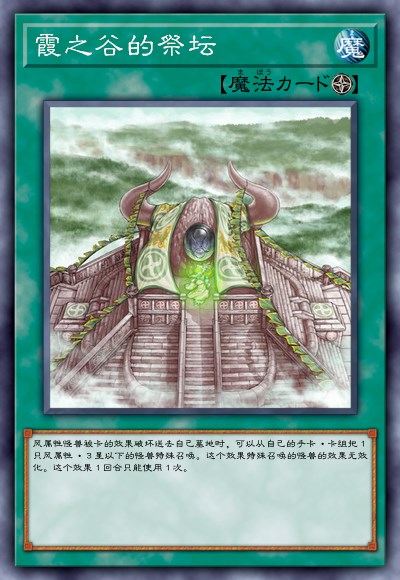 霞之谷的祭坛
魔
【魔法カード】
まほう
风属性怪兽被卡的效果破坏送去自己墓地时，可以从自己的手卡·卡组把1
只风属性·3星以下的怪兽特殊召唤。这个效果特殊召唤的怪兽的效果无效
化。这个效果1回合只能使用1次。